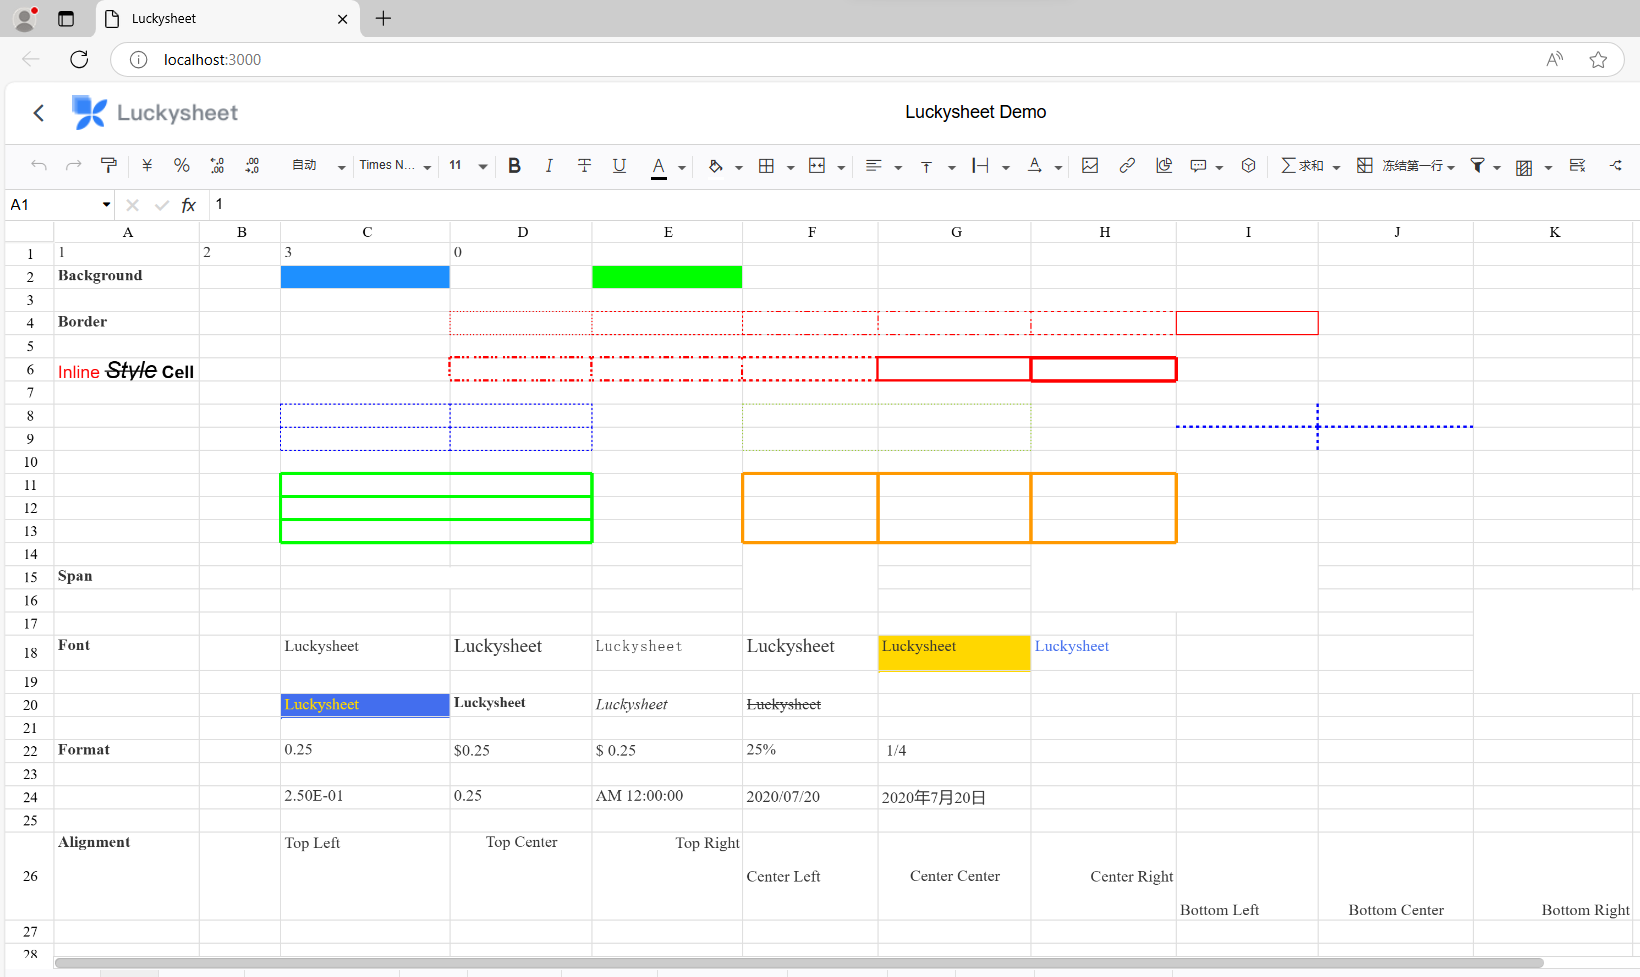 Luckysheet
localhost:3000
Luckysheet
Luckysheet Demo
¥ % .0 .00 自动 Times N... 11 B I T U A 求和 冻结第一行
A1 fx 1
A B C D E F G H I J K
1 1 2 3 0
2 Background
3
4 Border
5
6 Inline Style Cell
7
8
9
10
11
12
13
14
15 Span
16
17
18 Font Luckysheet Luckysheet Luckysheet Luckysheet Luckysheet Luckysheet
19
20 Luckysheet Luckysheet Luckysheet Luckysheet
21
22 Format 0.25 $0.25 $ 0.25 25% 1/4
23
24 2.50E-01 0.25 AM 12:00:00 2020/07/20 2020年7月20日
25
Alignment Top Left Top Center Top Right
26 Center Left Center Center Center Right
Bottom Left Bottom Center Bottom Right
27
28